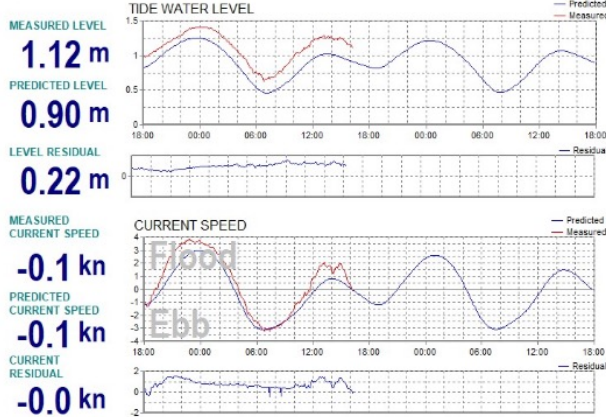 TIDE WATER LEVEL
Predicted
Measured
MEASURED LEVEL
1.12 m
PREDICTED LEVEL
0.90 m
1.5
1
0.5
0
18:00 00:00 06:00 12:00 18:00 00:00 06:00 12:00 18:00
LEVEL RESIDUAL
0.22 m
Residual
0
MEASURED
CURRENT SPEED
-0.1 kn
PREDICTED
CURRENT SPEED
-0.1 kn
CURRENT
RESIDUAL
-0.0 kn
CURRENT SPEED
Predicted
Measured
Flood
Ebb
4
3
2
1
0
-1
-2
-3
-4
18:00 00:00 06:00 12:00 18:00 00:00 06:00 12:00 18:00
Residual
2
0
-2